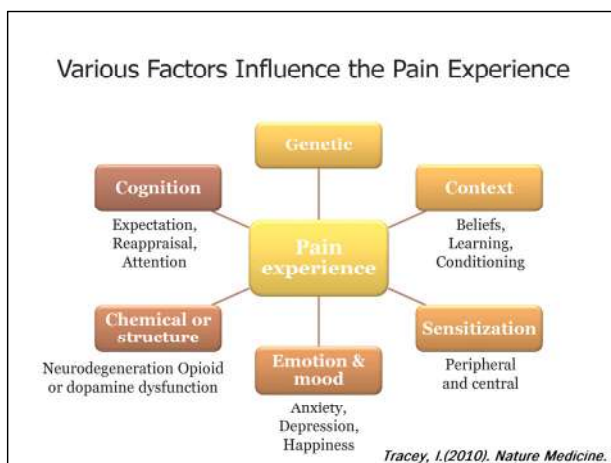 Various Factors Influence the Pain Experience
Genetic
Cognition
Expectation,
Reappraisal,
Attention
Context
Beliefs,
Learning,
Conditioning
Pain
experience
Chemical or
structure
Neurodegeneration Opioid
or dopamine dysfunction
Emotion &
mood
Anxiety,
Depression,
Happiness
Sensitization
Peripheral
and central
Tracey, I.(2010). Nature Medicine.